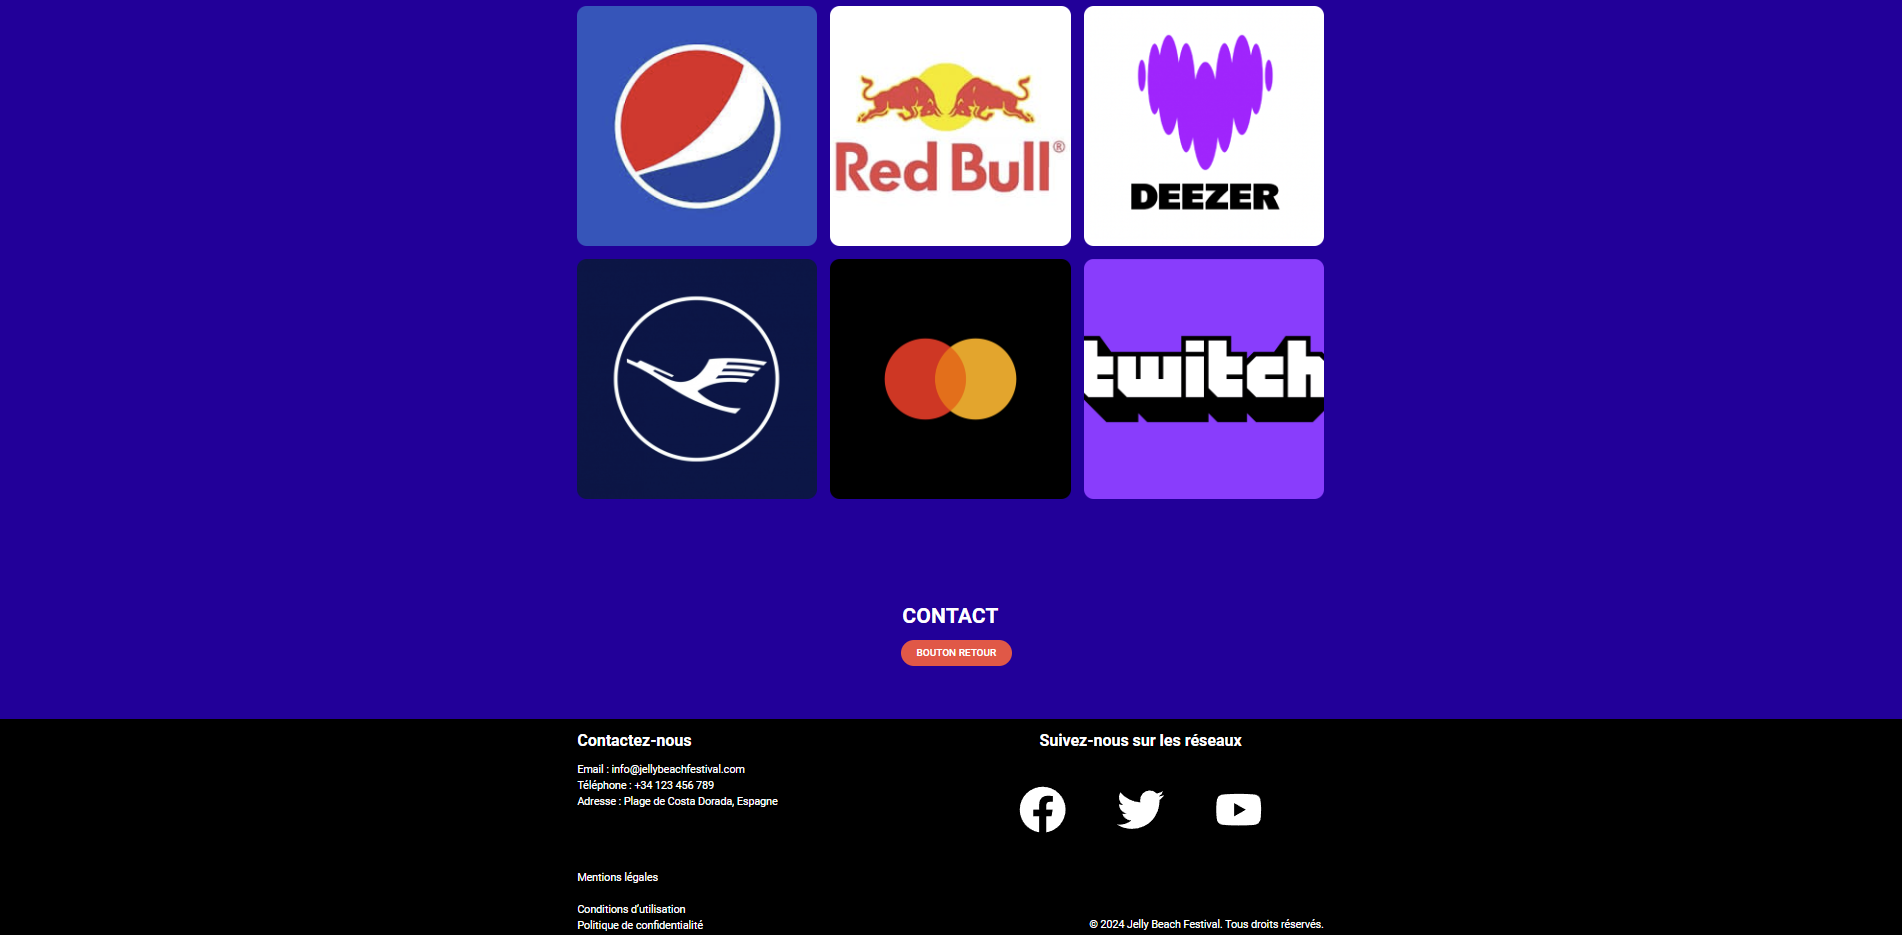 Red Bull®
DEEZER
twitch
CONTACT
BOUTON RETOUR
Contactez-nous
Email : info@jellybeachfestival.com
Téléphone : +34 123 456 789
Adresse : Plage de Costa Dorada, Espagne
Suivez-nous sur les réseaux
Mentions légales
Conditions d'utilisation
Politique de confidentialité
© 2024 Jelly Beach Festival. Tous droits réservés.